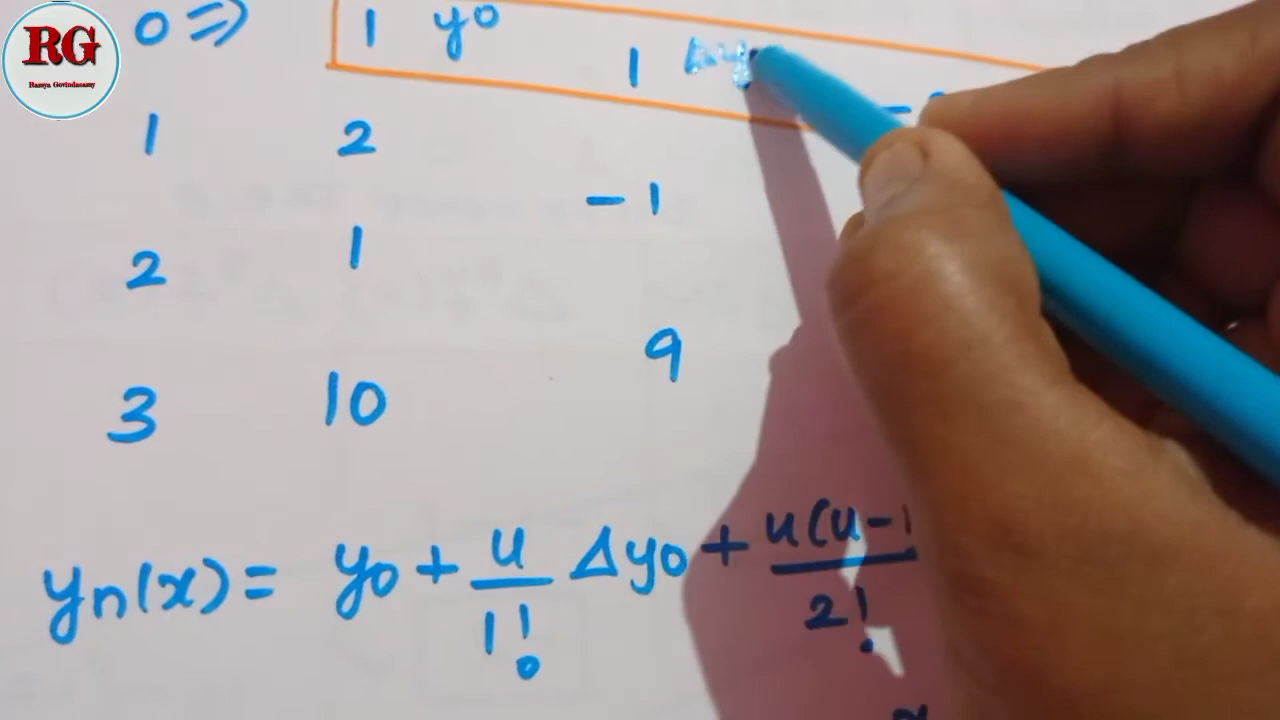 RG
Ramya Govindasamy
0 ⇒ 1 y0
1 Δy
1 2
- 1
2 1
9
3 10
yn(x) = y0 + u/1! Δy0 + u(u-1/2!